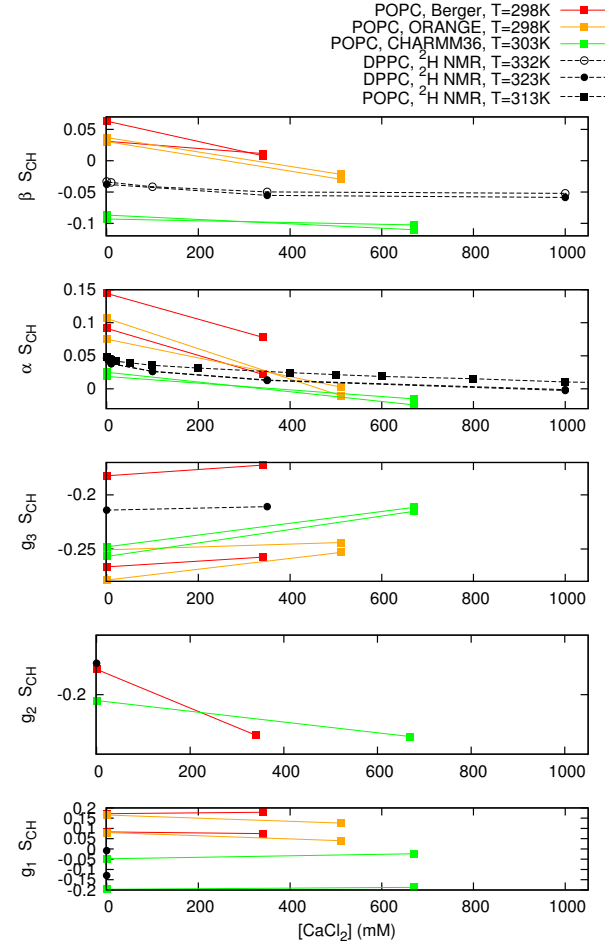 POPC, Berger, T=298K
POPC, ORANGE, T=298K
POPC, CHARMM36, T=303K
DPPC, ²H NMR, T=332K
DPPC, ²H NMR, T=323K
POPC, ²H NMR, T=313K
β S_CH
0.05
0
-0.05
-0.1
0 200 400 600 800 1000
α S_CH
0.15
0.1
0.05
0
0 200 400 600 800 1000
g₃ S_CH
-0.2
-0.25
0 200 400 600 800 1000
g₂ S_CH
-0.2
0 200 400 600 800 1000
g₁ S_CH
0.2
0.15
0.1
0.05
0
-0.05
-0.1
-0.15
-0.2
0 200 400 600 800 1000
[CaCl₂] (mM)